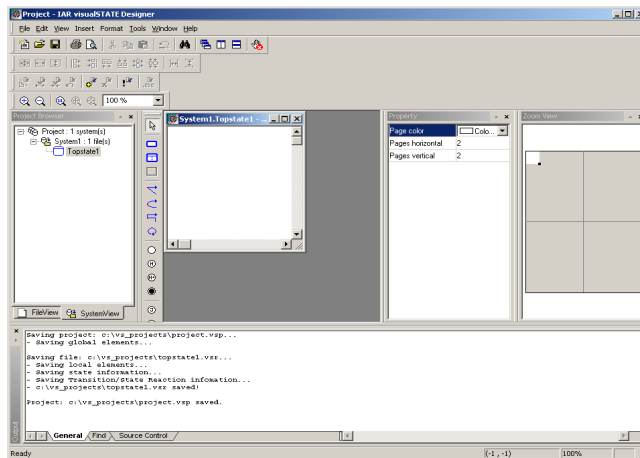 Project - IAR visualSTATE Designer
File Edit View Insert Format Tools Window Help
100 %
Project Browser
Project : 1 system(s)
System1 : 1 file(s)
Topstate1
FileView SystemView
System1.Topstate1 - ...
Property
Page color Colo...
Pages horizontal 2
Pages vertical 2
Zoom View
Saving project: c:\vs_projects\project.vsp...
- Saving global elements...
Saving file: c:\vs_projects\topstate1.vsr...
- Saving local elements...
- Saving state information...
- Saving Transition/State Reaction infomation...
- c:\vs_projects\topstate1.vsr saved!
Project: c:\vs_projects\project.vsp saved.
Output
General Find Source Control
Ready (-1 , -1) 100%